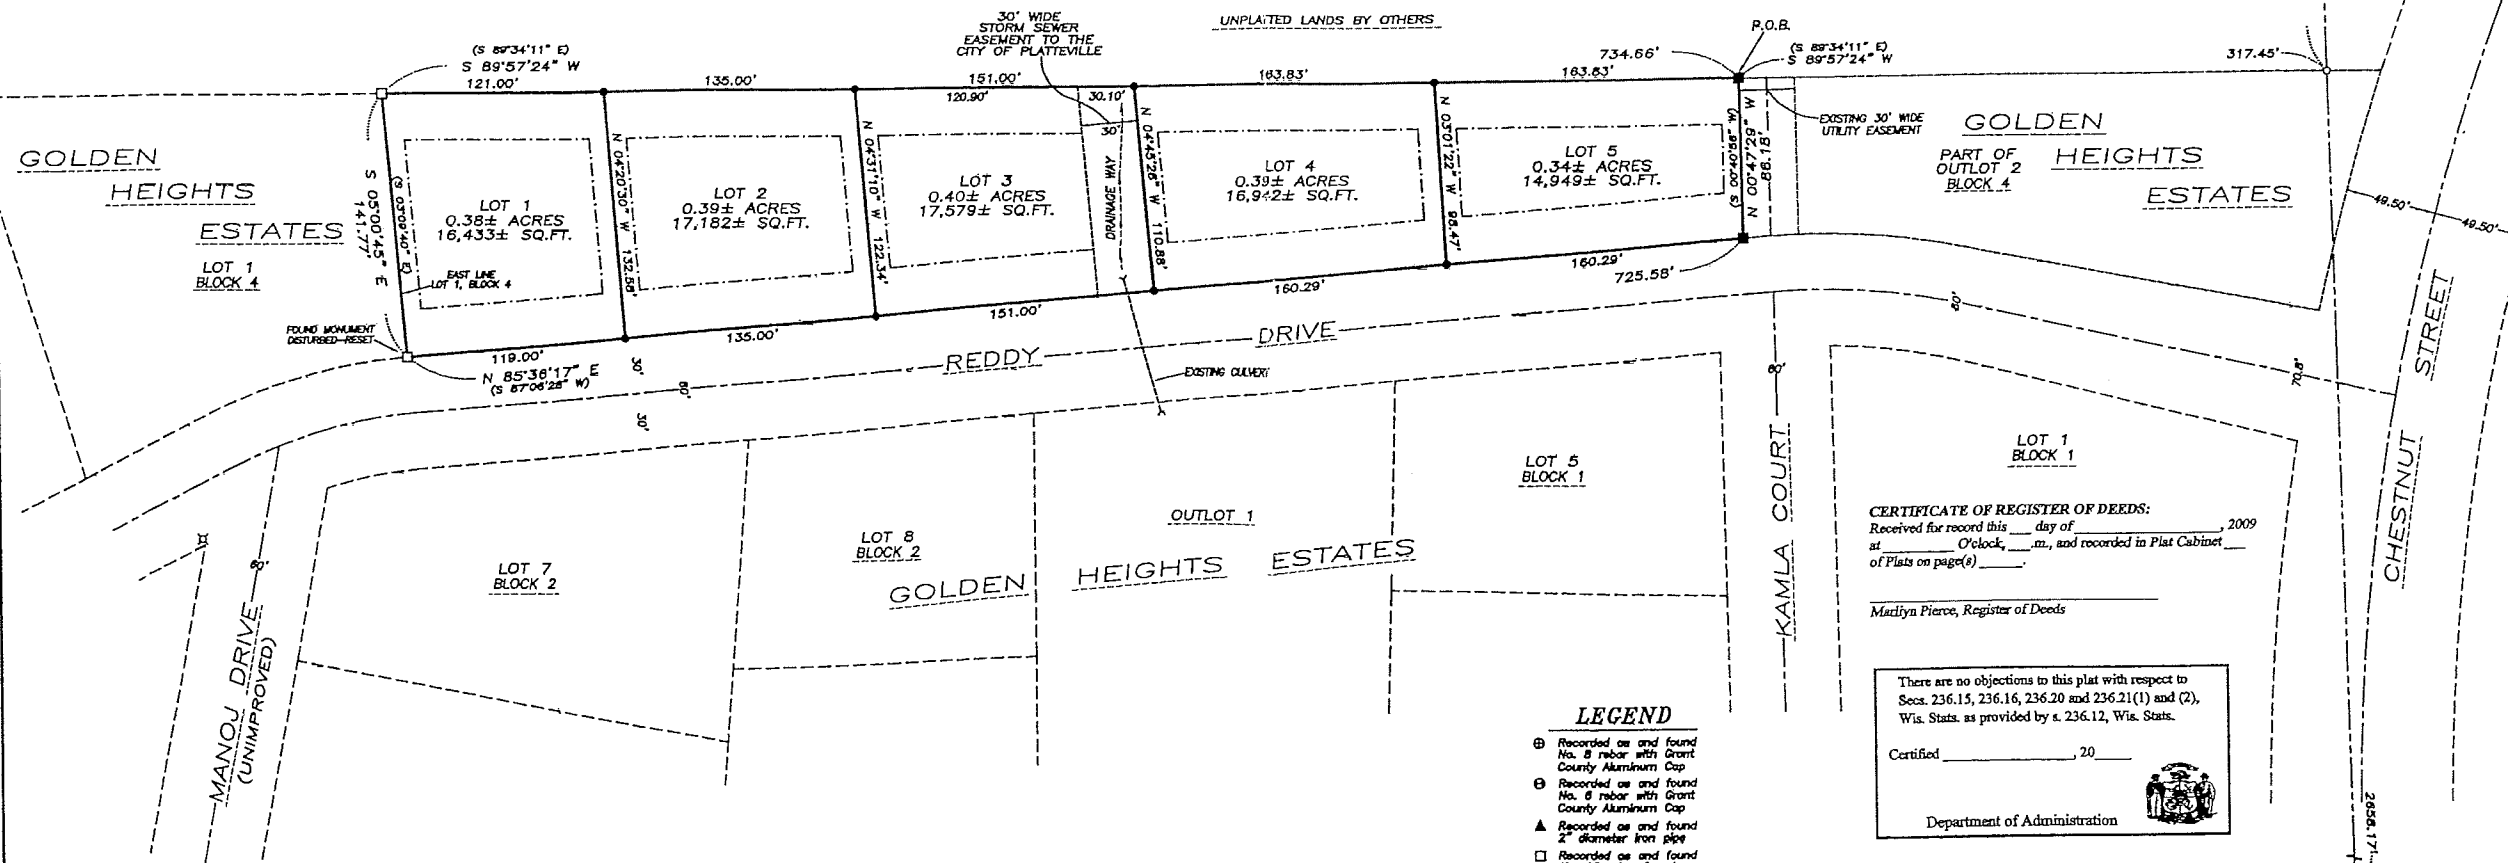 30' WIDE
STORM SEWER
EASEMENT TO THE
CITY OF PLATTEVILLE
UNPLATTED LANDS BY OTHERS
P.O.B.
(S 89°34'11" E)
S 89°57'24" W
734.66'
(S 89°34'11" E)
S 89°57'24" W
317.45'
121.00'
135.00'
151.00'
163.83'
163.83'
120.90'
30.10'
30'
GOLDEN
HEIGHTS
ESTATES
LOT 1
BLOCK 4
S 05°00'45" E
141.77'
(S 03°09'40" E)
EAST LINE
LOT 1, BLOCK 4
LOT 1
0.38± ACRES
16,433± SQ.FT.
N 04°20'30" W 132.58'
LOT 2
0.39± ACRES
17,182± SQ.FT.
N 04°31'10" W 122.34'
LOT 3
0.40± ACRES
17,579± SQ.FT.
DRAINAGE WAY
N 04°45'26" W 110.88'
LOT 4
0.39± ACRES
16,942± SQ.FT.
N 03°01'22" W 98.47'
LOT 5
0.34± ACRES
14,949± SQ.FT.
N 00°47'28" W
88.18'
EXISTING 30' WIDE
UTILITY EASEMENT
GOLDEN
HEIGHTS
ESTATES
PART OF
OUTLOT 2
BLOCK 4
49.50'
49.50'
FOUND MONUMENT
DISTURBED-RESET
119.00'
135.00'
151.00'
160.29'
160.29'
725.58'
N 85°36'17" E
(S 87°06'28" W)
30'
60'
30'
REDDY DRIVE
EXISTING CULVERT
60'
60'
70.8'
CHESTNUT STREET
KAMLA COURT
LOT 1
BLOCK 1
LOT 5
BLOCK 1
OUTLOT 1
LOT 8
BLOCK 2
LOT 7
BLOCK 2
GOLDEN HEIGHTS ESTATES
60'
MANOJ DRIVE
(UNIMPROVED)
CERTIFICATE OF REGISTER OF DEEDS:
Received for record this ___ day of ____________, 2009
at ________ O'clock, ___.m., and recorded in Plat Cabinet ___
of Plats on page(s) _____.
Marilyn Pierce, Register of Deeds
There are no objections to this plat with respect to
Secs. 236.15, 236.16, 236.20 and 236.21(1) and (2),
Wis. Stats. as provided by s. 236.12, Wis. Stats.
Certified ____________, 20____
Department of Administration
2658.17'
LEGEND
Recorded as and found
No. 8 rebar with Grant
County Aluminum Cap
Recorded as and found
No. 6 rebar with Grant
County Aluminum Cap
Recorded as and found
2" diameter iron pipe
Recorded as and found